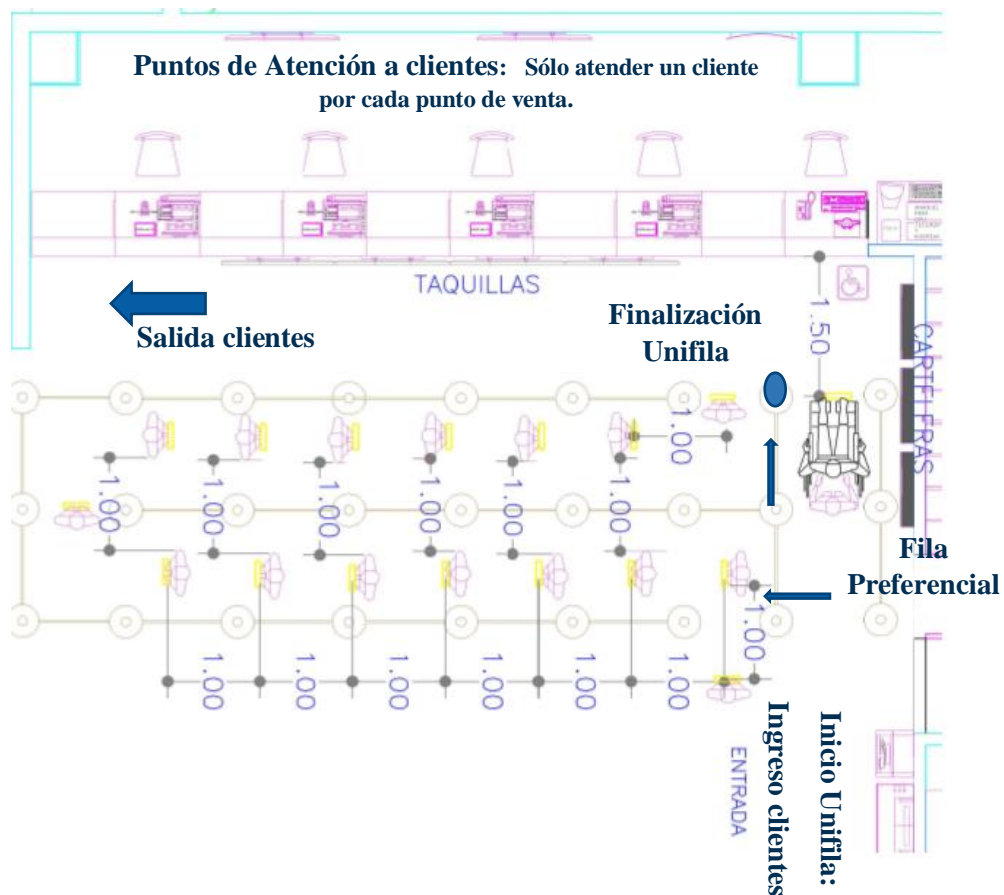 Puntos de Atención a clientes: Sólo atender un cliente
por cada punto de venta.
TAQUILLAS
Salida clientes
Finalización
Unifila
1.50
CARTELERAS
1.00
1.00
1.00
1.00
1.00
1.00
1.00
Fila
Preferencial
1.00
1.00
1.00
1.00
1.00
1.00
1.00
ENTRADA
Ingreso clientes
Inicio Unifila: